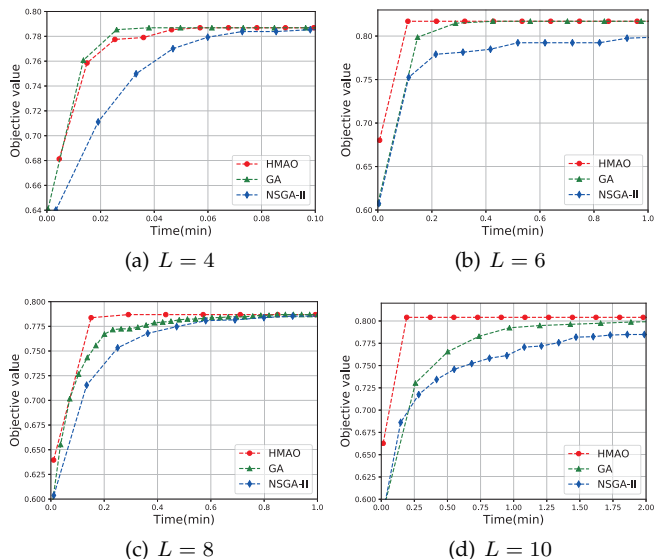 0.80
0.78
0.76
0.74
0.72
0.70
0.68
0.66
0.64
Objective value
0.00
0.02
0.04
0.06
0.08
0.10
Time(min)
HMAO
GA
NSGA-II
(a) L = 4
0.80
0.75
0.70
0.65
0.60
Objective value
0.0
0.2
0.4
0.6
0.8
1.0
Time(min)
HMAO
GA
NSGA-II
(b) L = 6
0.800
0.775
0.750
0.725
0.700
0.675
0.650
0.625
0.600
Objective value
0.0
0.2
0.4
0.6
0.8
1.0
Time(min)
HMAO
GA
NSGA-II
(c) L = 8
0.800
0.775
0.750
0.725
0.700
0.675
0.650
0.625
0.600
Objective value
0.00
0.25
0.50
0.75
1.00
1.25
1.50
1.75
2.00
Time(min)
HMAO
GA
NSGA-II
(d) L = 10